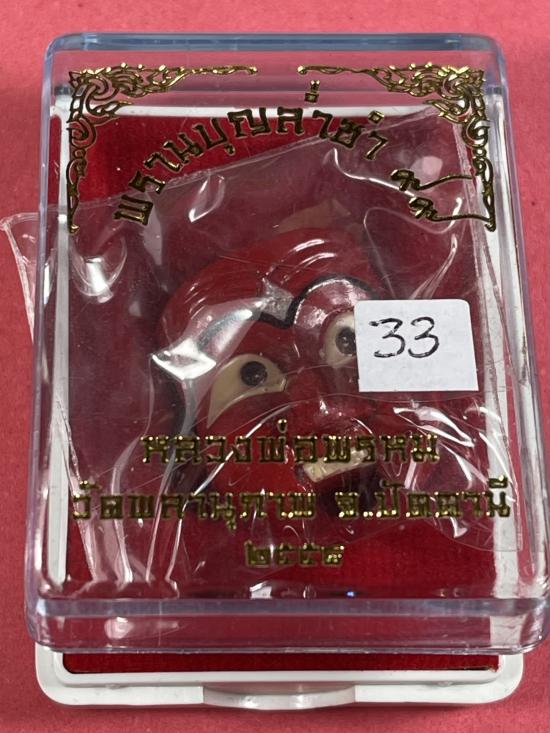 พรานบุญล่ำซำ ๙๙
33
หลวงพ่อพรหม
วัดพลานุภาพ จ.ปัตตานี
๒๕๕๘